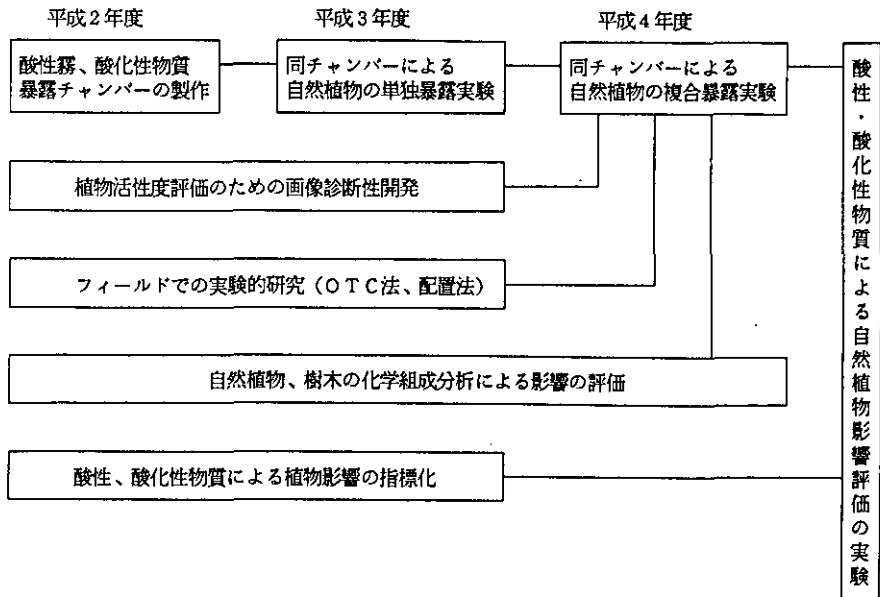 平成２年度
平成３年度
平成４年度
酸性霧、酸化性物質
暴露チャンバーの製作
同チャンバーによる
自然植物の単独暴露実験
同チャンバーによる
自然植物の複合暴露実験
酸性・酸化性物質による自然植物影響評価の実験
植物活性度評価のための画像診断性開発
フィールドでの実験的研究（ＯＴＣ法、配置法）
自然植物、樹木の化学組成分析による影響の評価
酸性、酸化性物質による植物影響の指標化